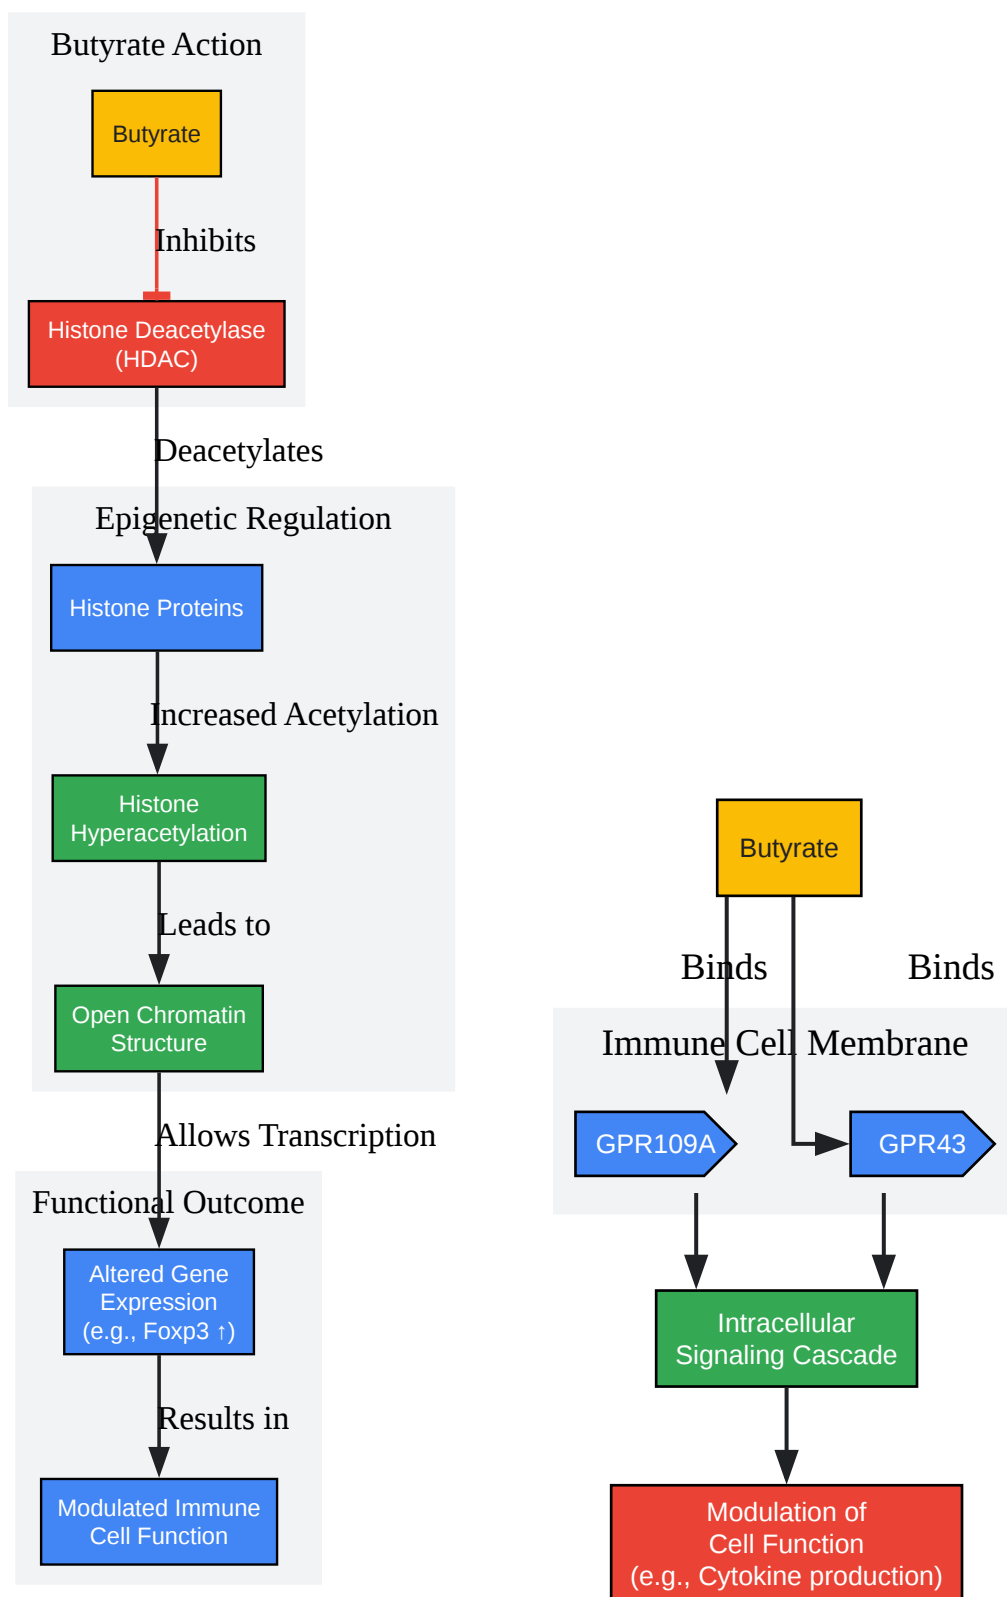 Butyrate Action
Butyrate
Inhibits
Histone Deacetylase
(HDAC)
Deacetylates
Epigenetic Regulation
Histone Proteins
Increased Acetylation
Histone
Hyperacetylation
Leads to
Open Chromatin
Structure
Allows Transcription
Functional Outcome
Altered Gene
Expression
(e.g., Foxp3 ↑)
Results in
Modulated Immune
Cell Function
Butyrate
Binds
Binds
Immune Cell Membrane
GPR109A
GPR43
Intracellular
Signaling Cascade
Modulation of
Cell Function
(e.g., Cytokine production)